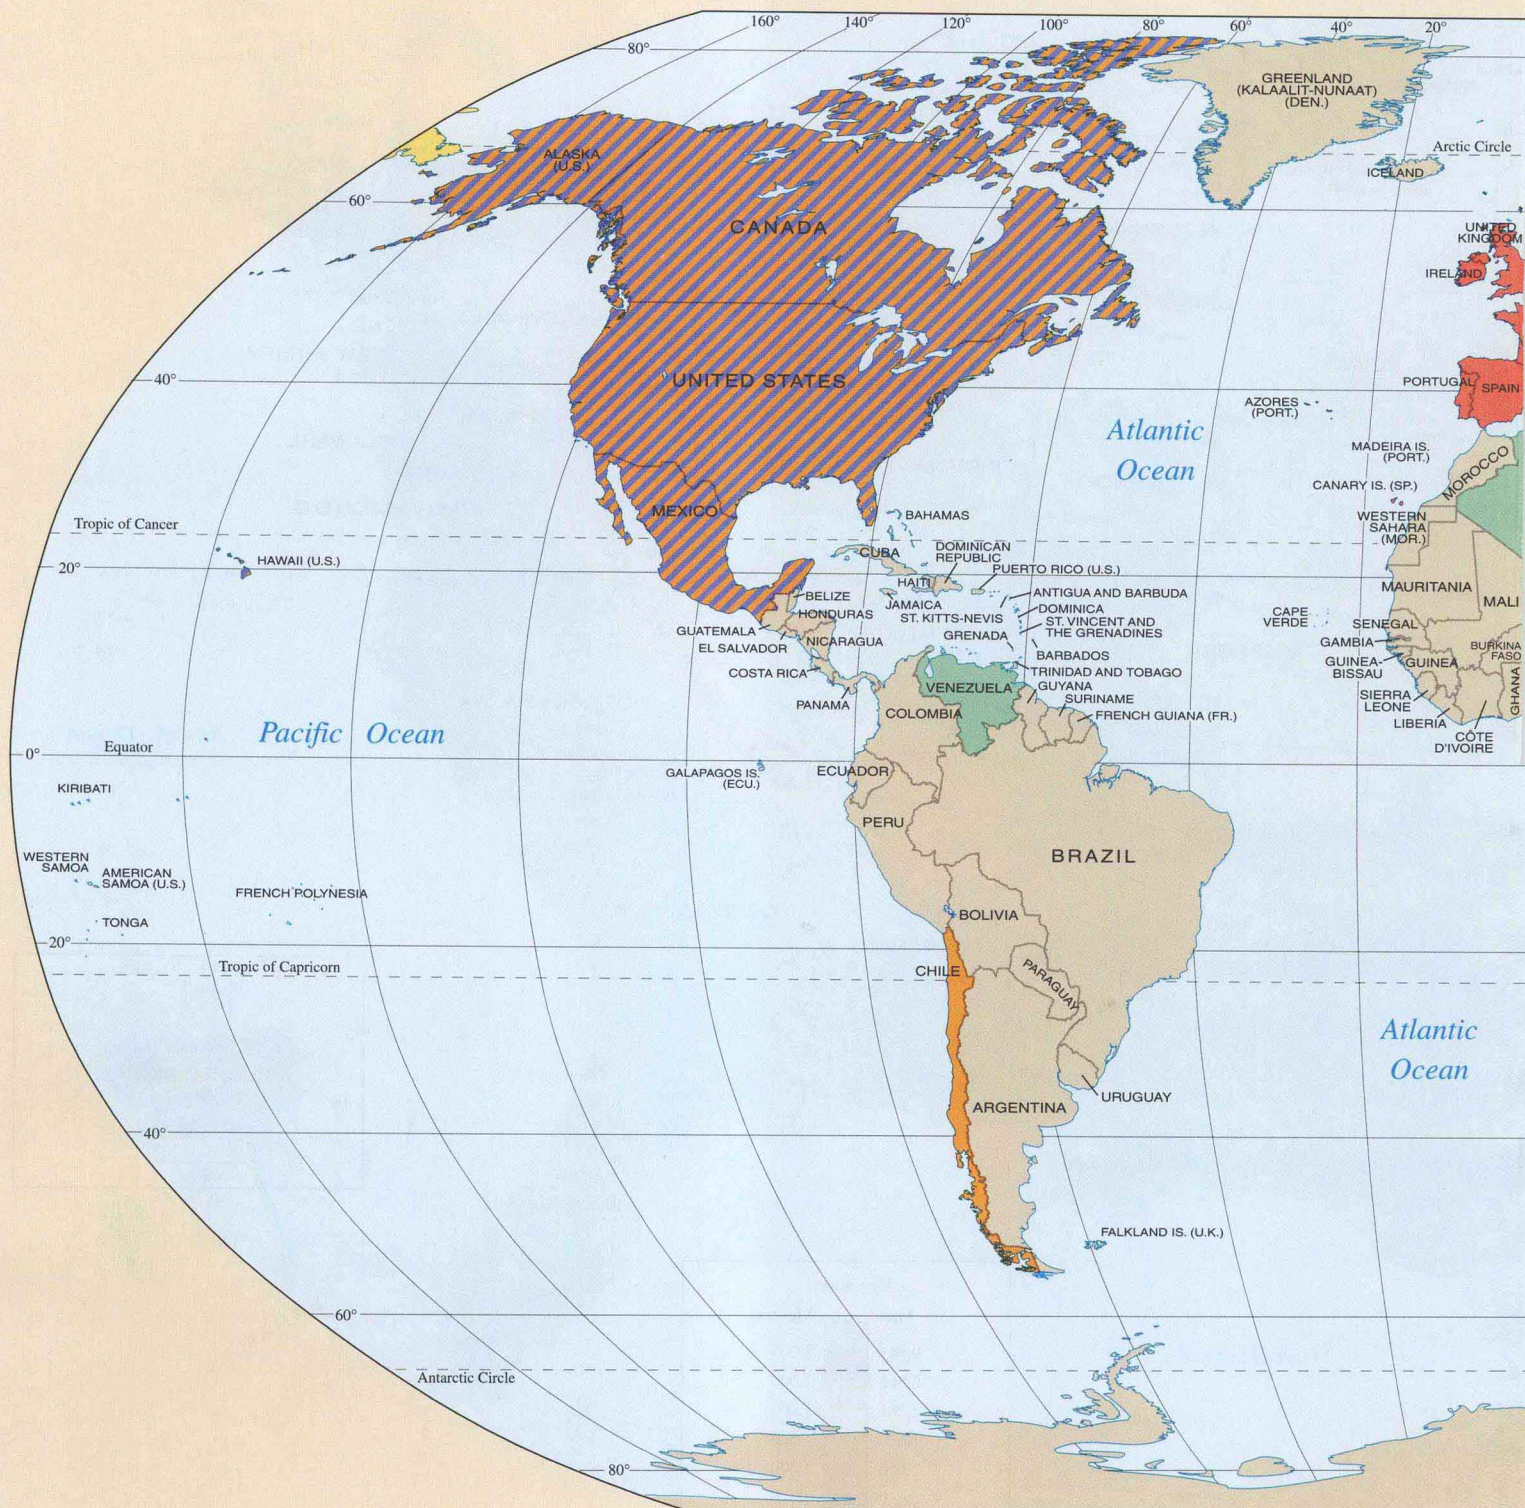 160°
140°
120°
100°
80°
60°
40°
20°
80°
GREENLAND
(KALAALIT-NUNAAT)
(DEN.)
Arctic Circle
ALASKA
(U.S.)
ICELAND
60°
CANADA
UNITED
KINGDOM
IRELAND
40°
UNITED STATES
PORTUGAL
SPAIN
AZORES
(PORT.)
Atlantic
Ocean
MADEIRA IS.
(PORT.)
MOROCCO
CANARY IS. (SP.)
MEXICO
BAHAMAS
WESTERN
SAHARA
(MOR.)
Tropic of Cancer
CUBA
DOMINICAN
REPUBLIC
HAWAII (U.S.)
20°
PUERTO RICO (U.S.)
HAITI
MAURITANIA
MALI
BELIZE
JAMAICA
ANTIGUA AND BARBUDA
HONDURAS
ST. KITTS-NEVIS
DOMINICA
CAPE
VERDE
SENEGAL
GUATEMALA
NICARAGUA
ST. VINCENT AND
THE GRENADINES
GRENADA
GAMBIA
EL SALVADOR
BARBADOS
BURKINA
FASO
GUINEA-
BISSAU
GUINEA
COSTA RICA
TRINIDAD AND TOBAGO
VENEZUELA
GUYANA
GHANA
PANAMA
SURINAME
SIERRA
LEONE
COLOMBIA
FRENCH GUIANA (FR.)
LIBERIA
CÔTE
D'IVOIRE
Pacific Ocean
0°
Equator
GALAPAGOS IS.
(ECU.)
ECUADOR
KIRIBATI
PERU
BRAZIL
WESTERN
SAMOA
AMERICAN
SAMOA (U.S.)
FRENCH POLYNESIA
TONGA
BOLIVIA
20°
Tropic of Capricorn
CHILE
PARAGUAY
Atlantic
Ocean
URUGUAY
ARGENTINA
40°
FALKLAND IS. (U.K.)
60°
Antarctic Circle
80°